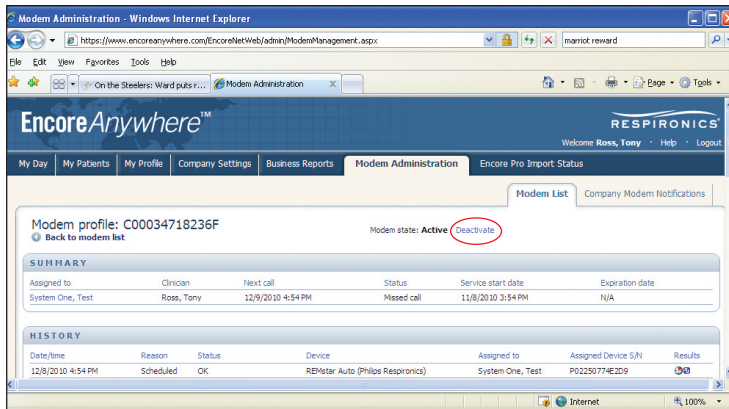 Modem Administration - Windows Internet Explorer
https://www.encoreanywhere.com/EncoreNetWeb/admin/ModemManagement.aspx
marriot reward
File Edit View Favorites Tools Help
On the Steelers: Ward puts r... Modem Administration X Page Tools
EncoreAnywhere™
RESPIRONICS®
Welcome Ross, Tony · Help · Logout
My Day My Patients My Profile Company Settings Business Reports Modem Administration Encore Pro Import Status
Modem List Company Modem Notifications
Modem profile: C00034718236F
Modem state: Active Deactivate
Back to modem list
SUMMARY
Assigned to Clinician Next call Status Service start date Expiration date
System One, Test Ross, Tony 12/9/2010 4:54 PM Missed call 11/8/2010 3:54 PM N/A
HISTORY
Date/time Reason Status Device Assigned to Assigned Device S/N Results
12/8/2010 4:54 PM Scheduled OK REMstar Auto (Philips Respironics) System One, Test P02250774E2D9
Internet 100%